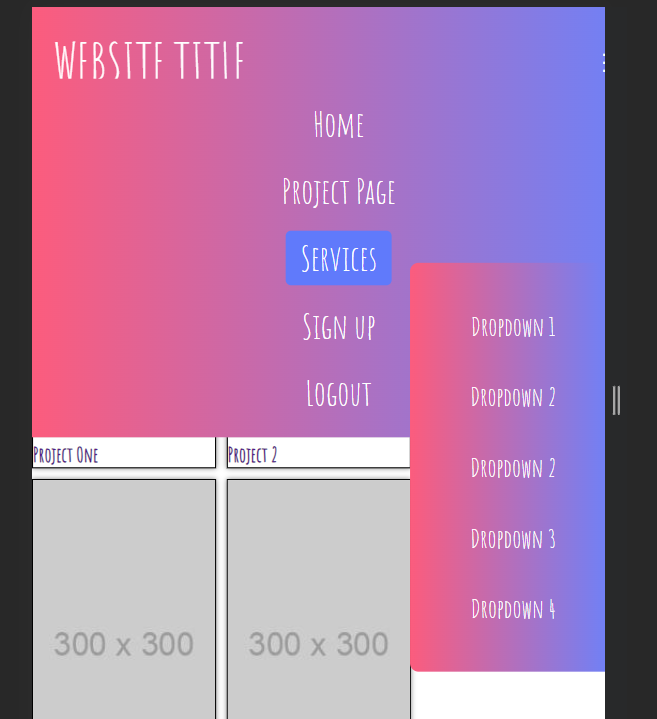 WEBSITE TITLE
Home
Project Page
Services
Sign up
Logout
Dropdown 1
Dropdown 2
Dropdown 2
Dropdown 3
Dropdown 4
Project One
Project 2
300 x 300
300 x 300